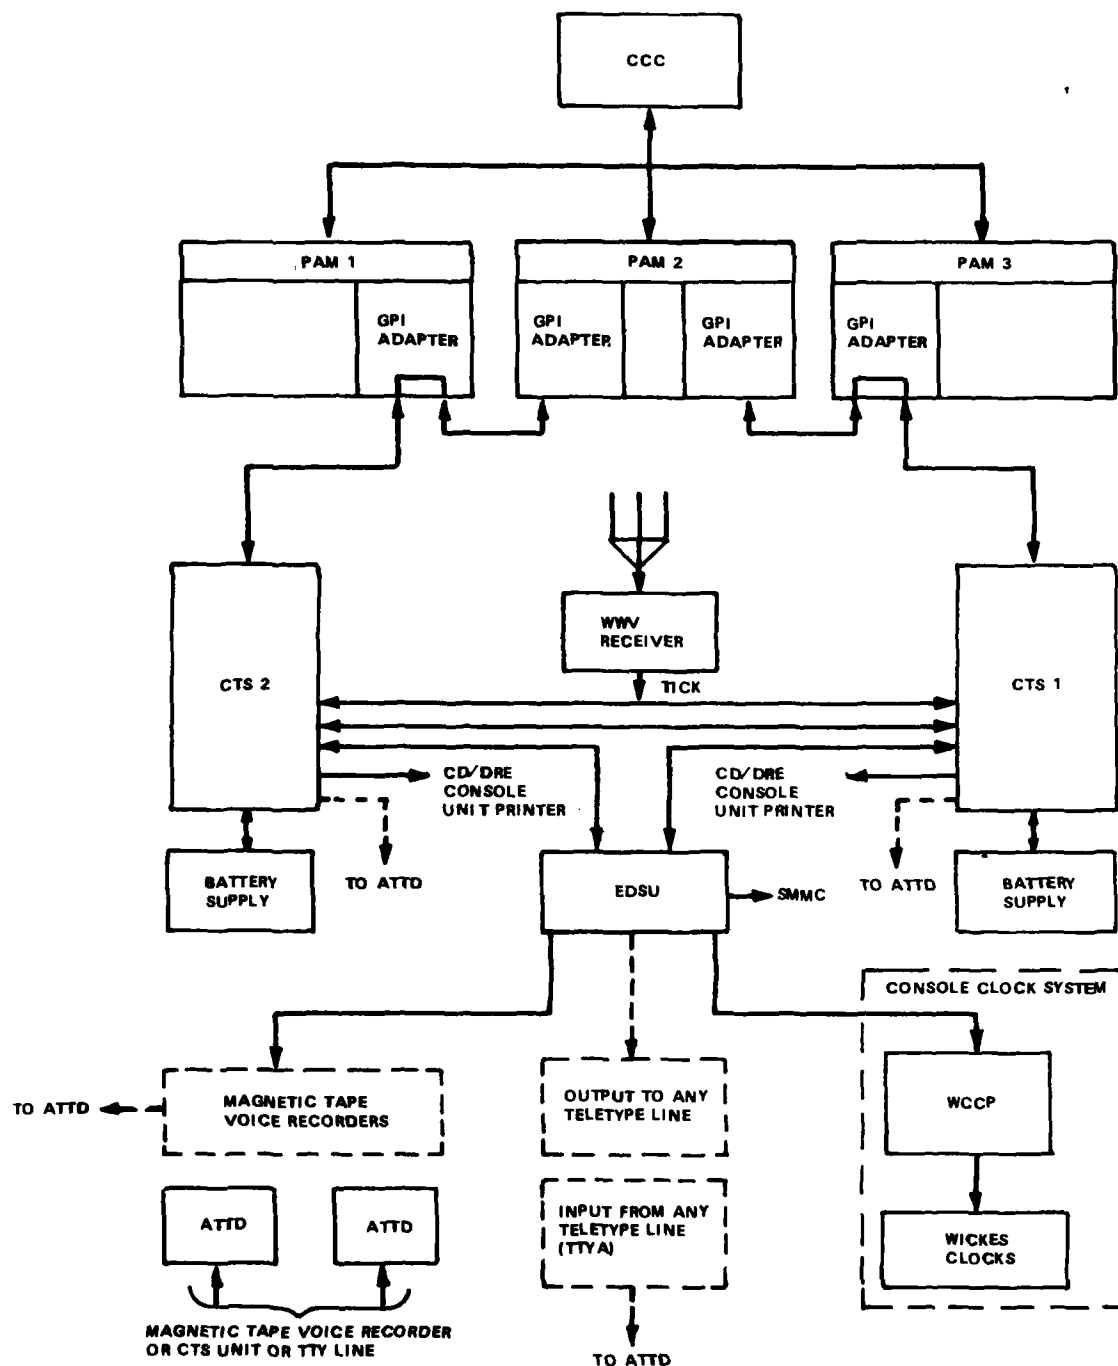 CCC
PAM 1
PAM 2
PAM 3
GPI
ADAPTER
GPI
ADAPTER
GPI
ADAPTER
GPI
ADAPTER
WWV
RECEIVER
TICK
CTS 2
CTS 1
CD/DRE
CONSOLE
UNIT PRINTER
CD/DRE
CONSOLE
UNIT PRINTER
BATTERY
SUPPLY
TO ATTD
EDSU
SMMC
TO ATTD
BATTERY
SUPPLY
CONSOLE CLOCK SYSTEM
TO ATTD
MAGNETIC TAPE
VOICE RECORDERS
OUTPUT TO ANY
TELETYPE LINE
WCCP
ATTD
ATTD
INPUT FROM ANY
TELETYPE LINE
(TTYA)
WICKES
CLOCKS
MAGNETIC TAPE VOICE RECORDER
OR CTS UNIT OR TTY LINE
TO ATTD